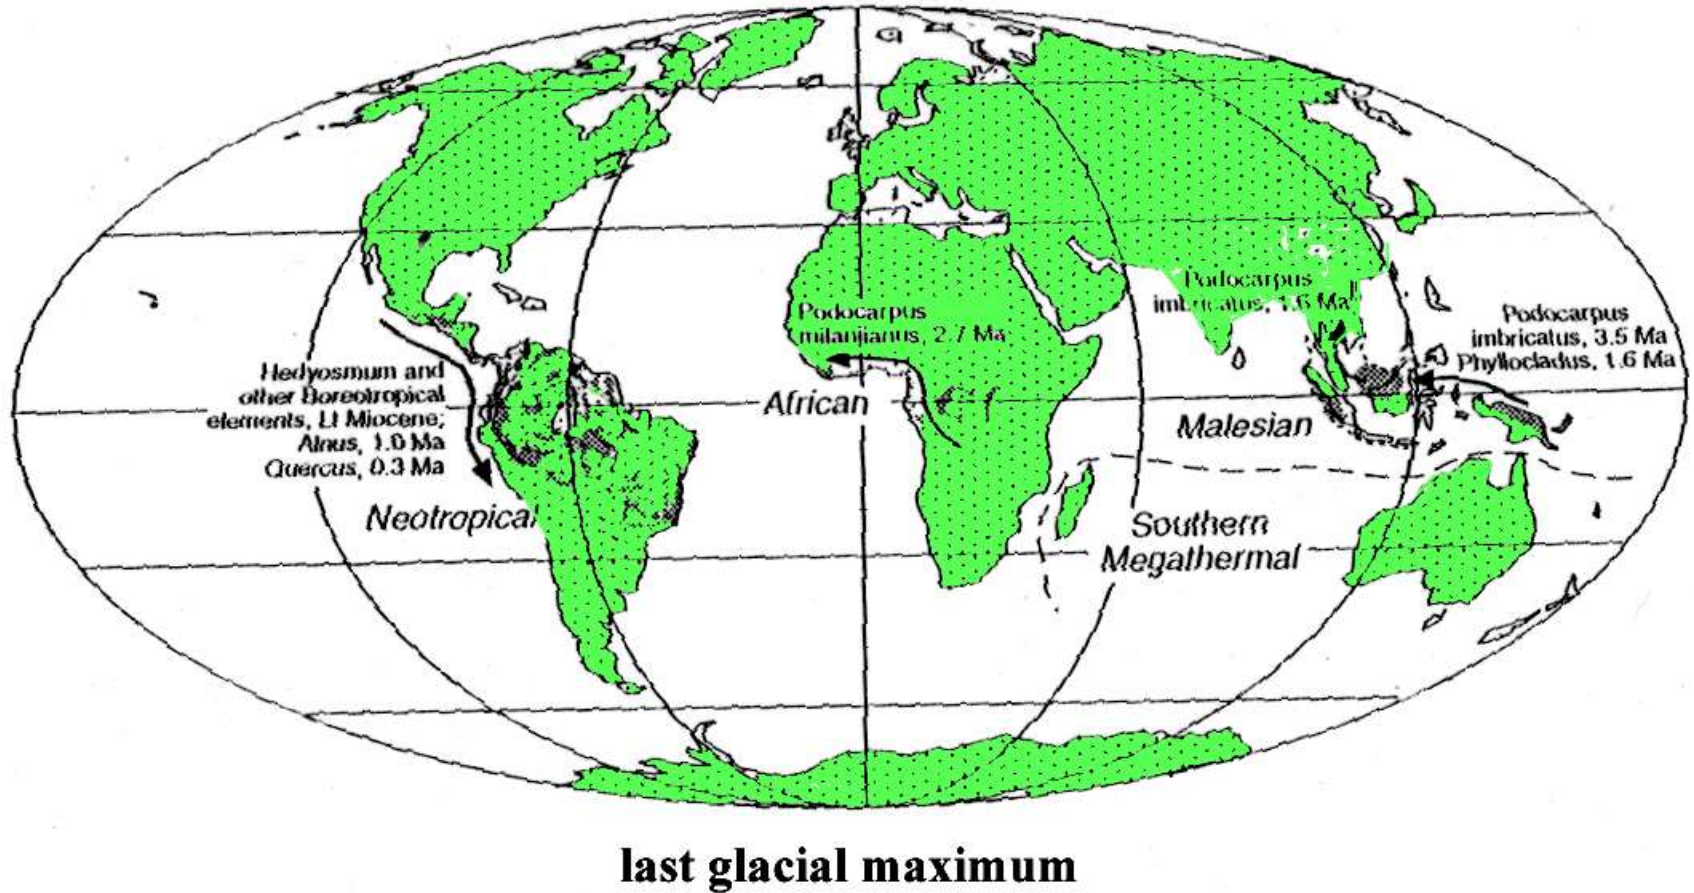 Podocarpus
imbricatus, 1.6 Ma
Podocarpus
milanjianus, 2.7 Ma
Podocarpus
imbricatus, 3.5 Ma
Phyllocladus, 1.6 Ma
Hedyosmum and
other Boreotropical
elements, U Miocene;
Alnus, 1.0 Ma
Quercus, 0.3 Ma
African
Malesian
Neotropical
Southern
Megathermal
last glacial maximum